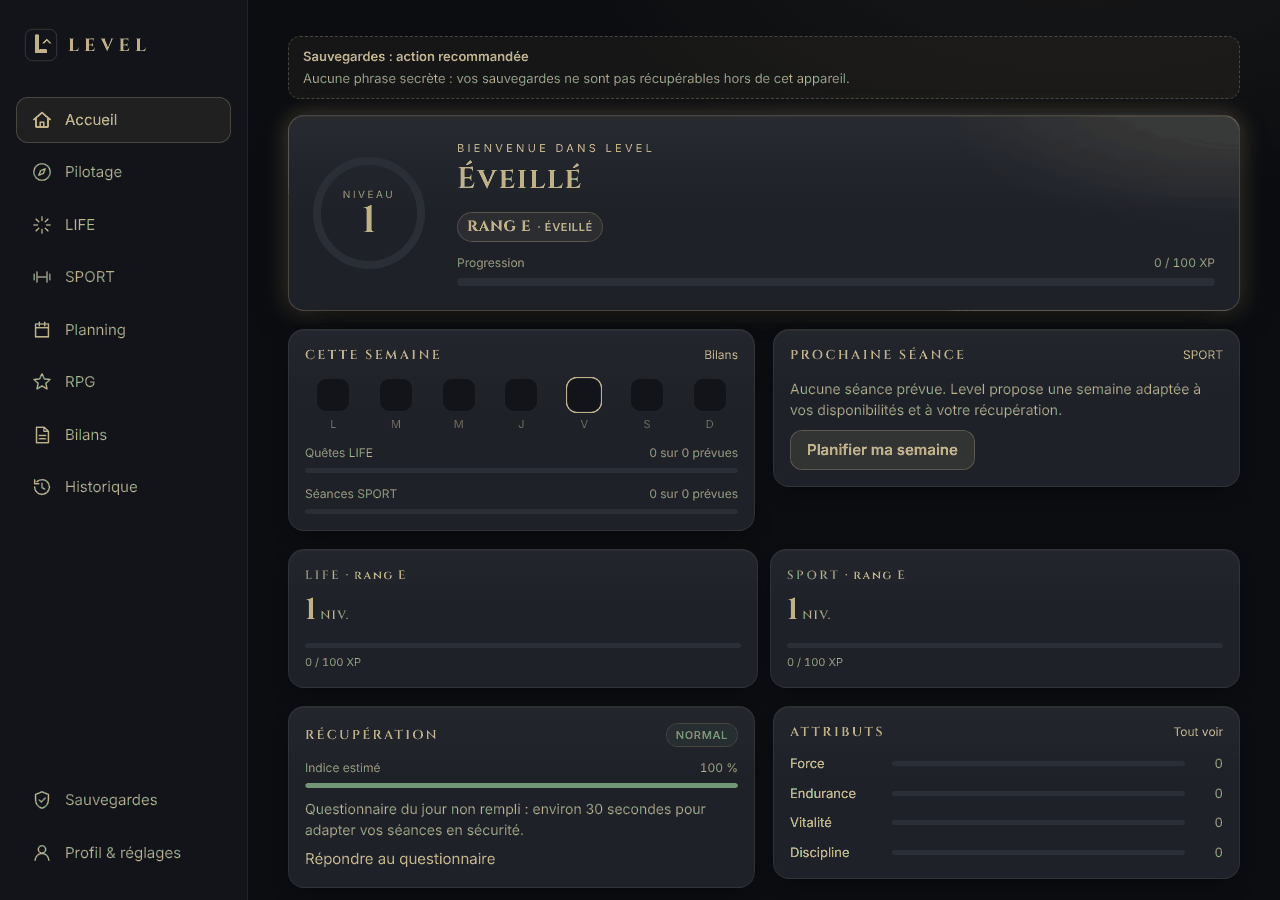 LEVEL
Accueil
Pilotage
LIFE
SPORT
Planning
RPG
Bilans
Historique
Sauvegardes
Profil & réglages
Sauvegardes : action recommandée
Aucune phrase secrète : vos sauvegardes ne sont pas récupérables hors de cet appareil.
NIVEAU
1
BIENVENUE DANS LEVEL
ÉVEILLÉ
RANG E · ÉVEILLÉ
Progression 0 / 100 XP
CETTE SEMAINE Bilans
L M M J V S D
Quêtes LIFE 0 sur 0 prévues
Séances SPORT 0 sur 0 prévues
PROCHAINE SÉANCE SPORT
Aucune séance prévue. Level propose une semaine adaptée à
vos disponibilités et à votre récupération.
Planifier ma semaine
LIFE · RANG E
1 NIV.
0 / 100 XP
SPORT · RANG E
1 NIV.
0 / 100 XP
RÉCUPÉRATION NORMAL
Indice estimé 100 %
Questionnaire du jour non rempli : environ 30 secondes pour
adapter vos séances en sécurité.
Répondre au questionnaire
ATTRIBUTS Tout voir
Force 0
Endurance 0
Vitalité 0
Discipline 0